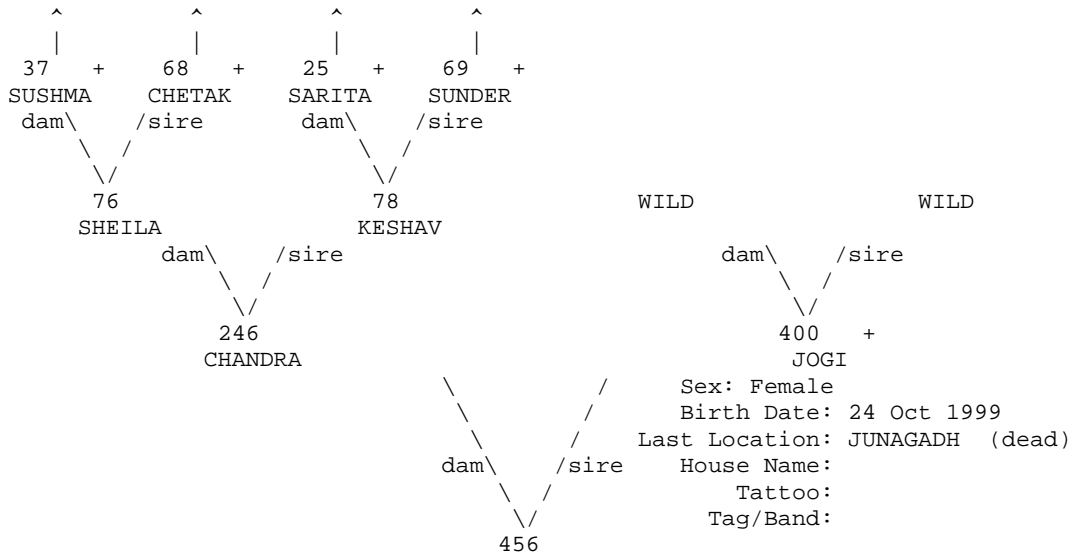 ^ ^ ^ ^
| | | |
37 + 68 + 25 + 69 +
SUSHMA CHETAK SARITA SUNDER
dam\ /sire dam\ /sire
\ / \ /
\/ \/
76 78 WILD WILD
SHEILA KESHAV
dam\ /sire dam\ /sire
\ / \ /
\/ \/
246 400 +
CHANDRA JOGI
\ / Sex: Female
\ / Birth Date: 24 Oct 1999
\ / Last Location: JUNAGADH (dead)
dam\ /sire House Name:
\ / Tattoo:
\/ Tag/Band:
456